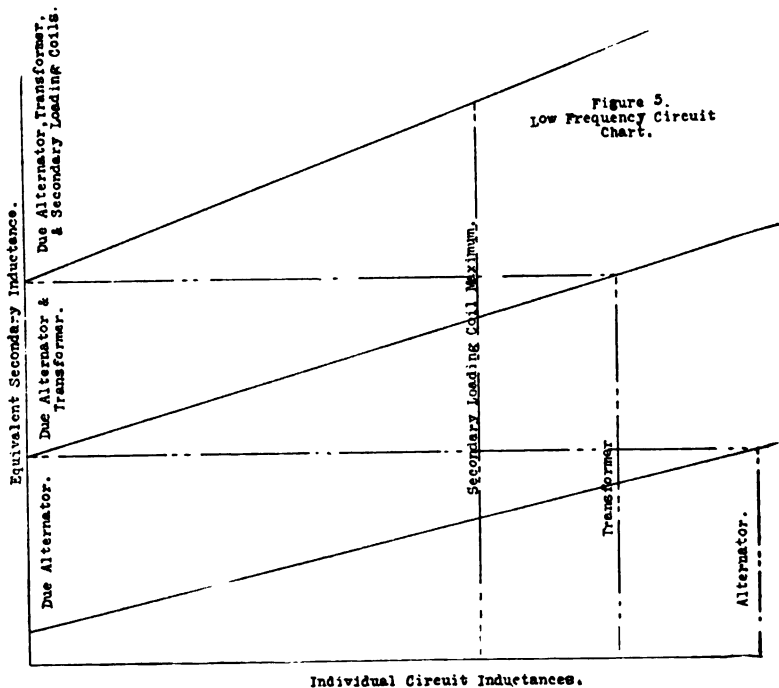 Figure 5.
Low Frequency Circuit
Chart.
Equivalent Secondary Inductance.
Due Alternator, Transformer,
& Secondary Loading Coils.
Due Alternator &
Transformer.
Due Alternator.
Secondary Loading Coil Maximum.
Transformer
Alternator.
Individual Circuit Inductances.